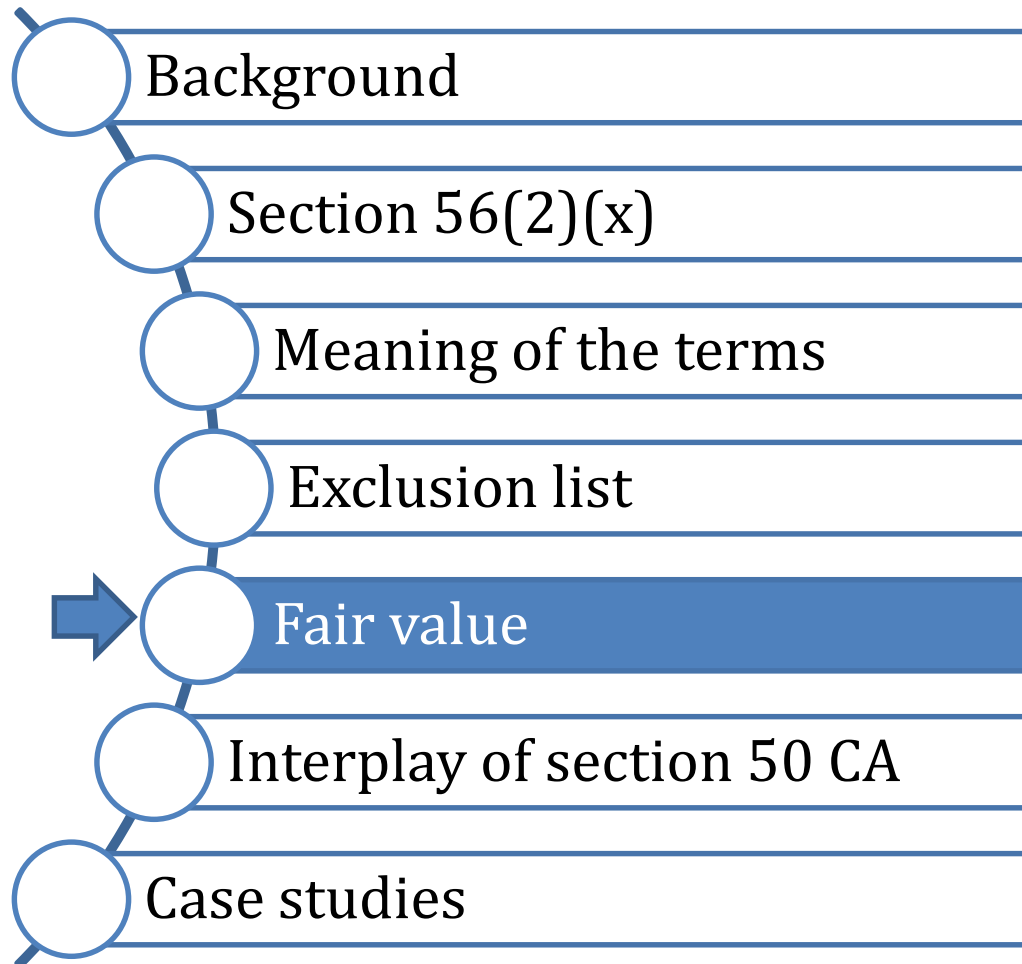 Background
Section 56(2)(x)
Meaning of the terms
Exclusion list
Fair value
Interplay of section 50 CA
Case studies